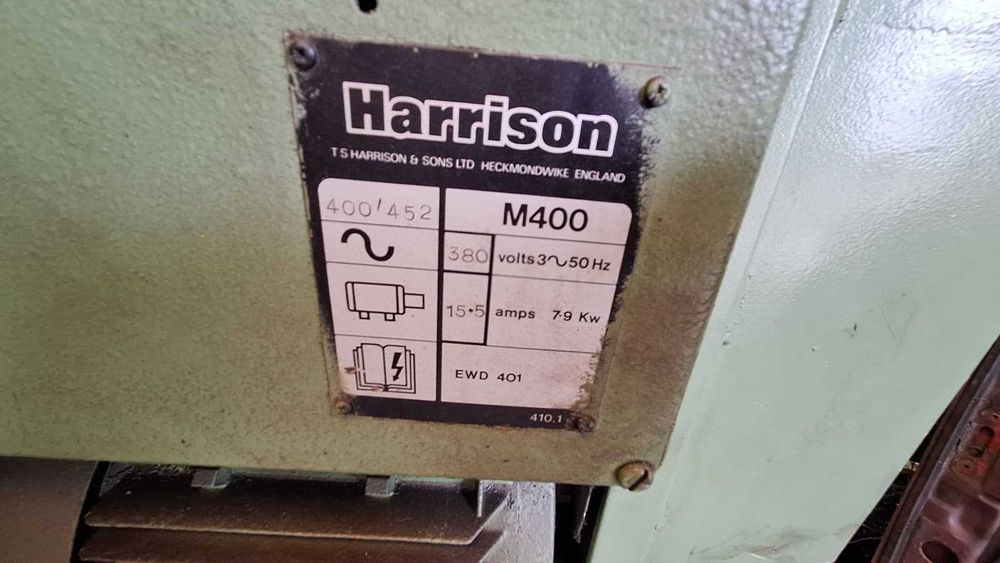 Harrison
T S HARRISON & SONS LTD HECKMONDWIKE ENGLAND
400'452 M400
380 volts 3~50 Hz
15.5 amps 7.9 Kw
EWD 401
410.1